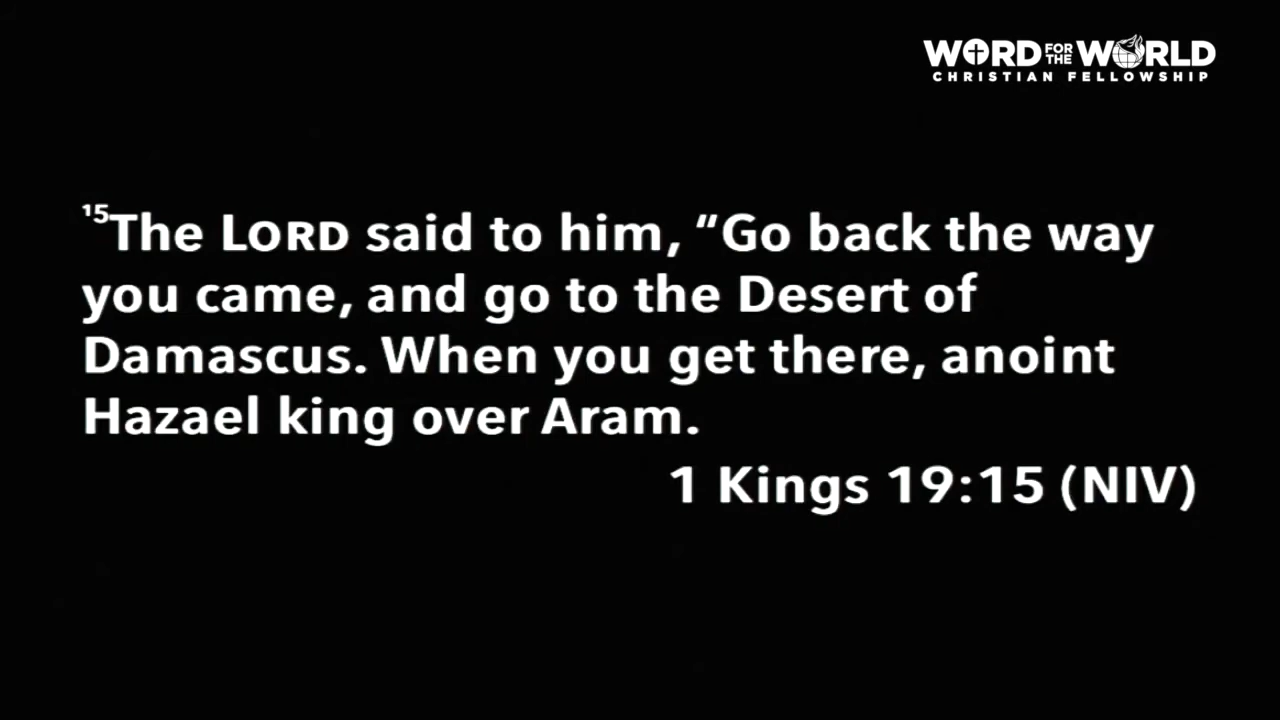 WORD FOR THE WORLD
CHRISTIAN FELLOWSHIP
¹⁵The LORD said to him, “Go back the way
you came, and go to the Desert of
Damascus. When you get there, anoint
Hazael king over Aram.
1 Kings 19:15 (NIV)